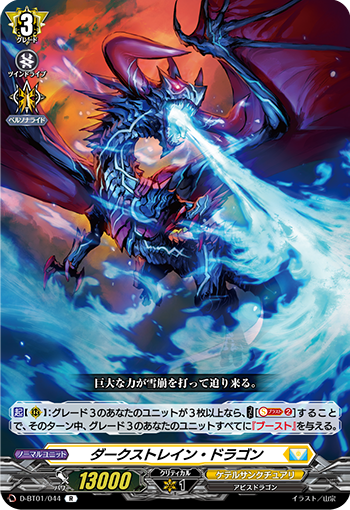 3
グレード
ツインドライブ
ペルソナライド
巨大な力が雪崩を打って迫り来る。
起【】:グレード3のあなたのユニットが3枚以上なら、【(ブラスト)(2)】すること
で、そのターン中、グレード3のあなたのユニットすべてに『ブースト』を与える。
ノーマルユニット
ダークストレイン・ドラゴン
パワー 13000
クリティカル
1
ケテルサンクチュアリ
アビスドラゴン
D-BT01/044 R
イラスト/山宗